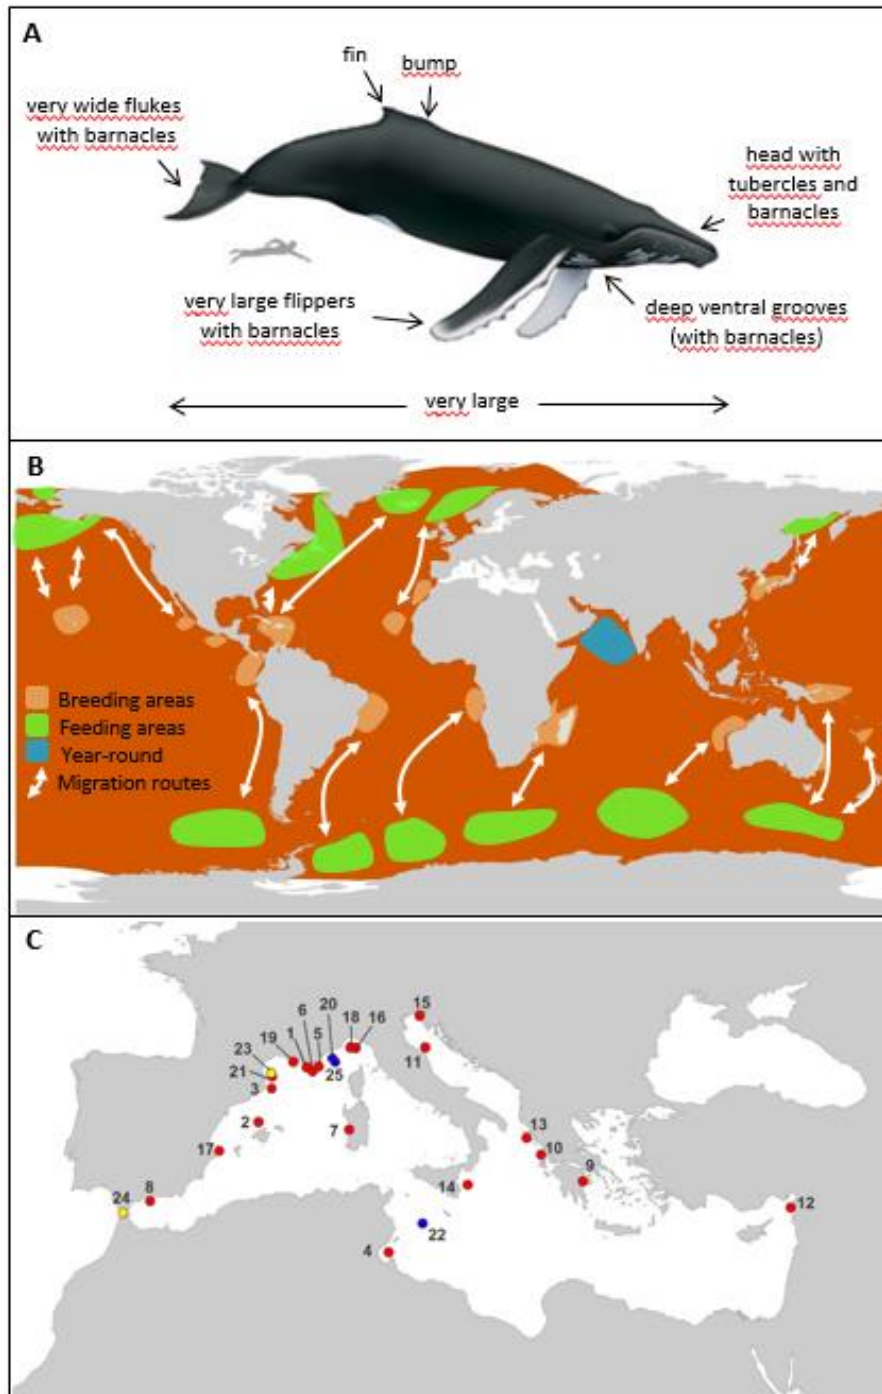 A
fin
bump
very wide flukes
with barnacles
head with
tubercles and
barnacles
very large flippers
with barnacles
deep ventral grooves
(with barnacles)
very large
B
Breeding areas
Feeding areas
Year-round
Migration routes
C
15
20
6
18
16
19
1
5
23
11
21
25
3
13
2
7
10
17
9
8
14
24
12
22
4